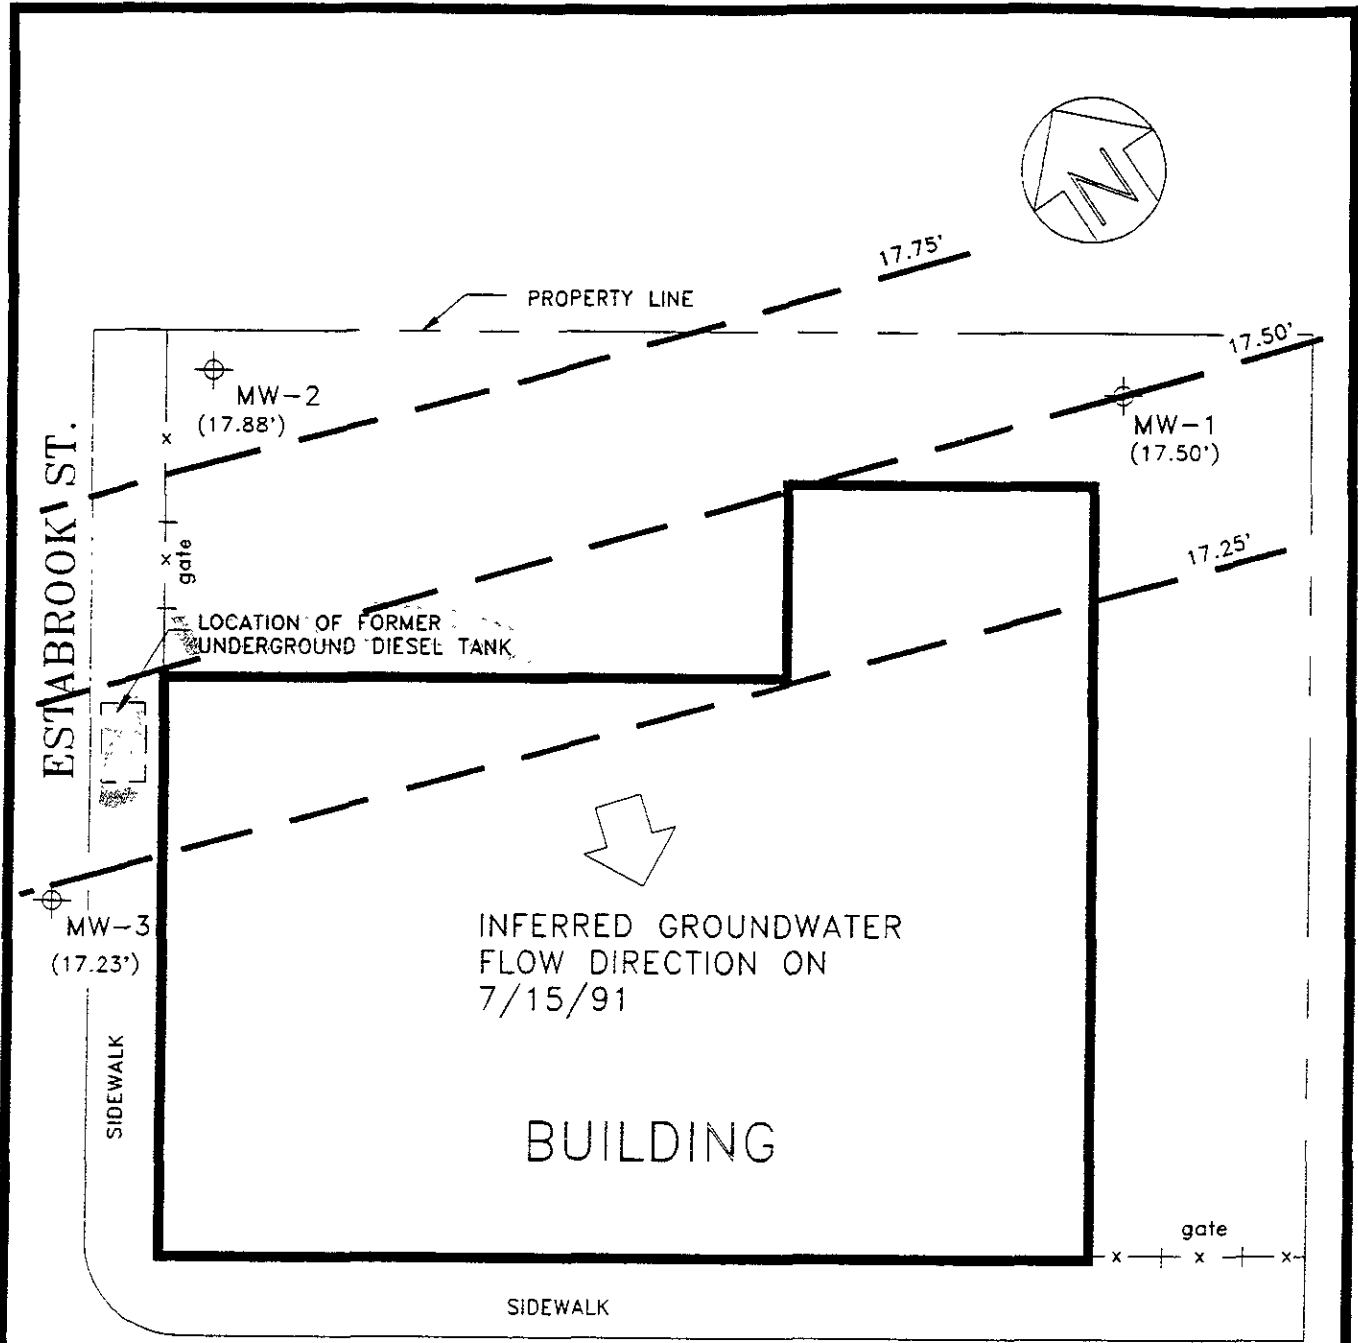 N
17.75'
PROPERTY LINE
17.50'
MW-2
(17.88')
MW-1
(17.50')
ESTABROOK ST.
x
gate
x
17.25'
LOCATION OF FORMER
UNDERGROUND DIESEL TANK
MW-3
(17.23')
INFERRED GROUNDWATER
FLOW DIRECTION ON
7/15/91
SIDEWALK
BUILDING
gate
x x x
SIDEWALK